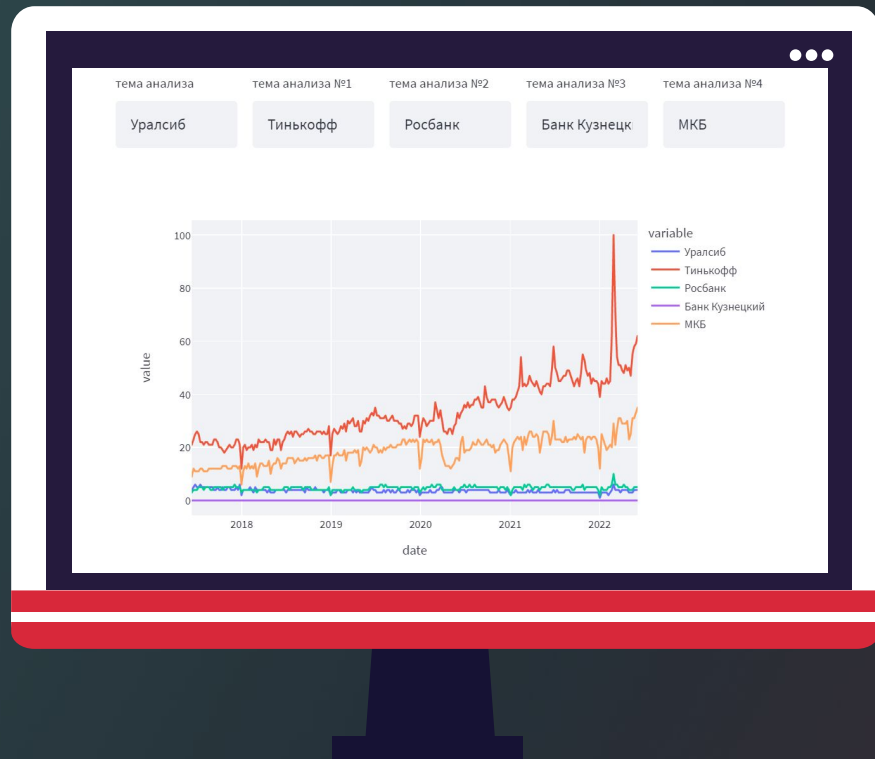 тема анализа
тема анализа №1
тема анализа №2
тема анализа №3
тема анализа №4
Уралсиб
Тинькофф
Росбанк
Банк Кузнецк
МКБ
variable
Уралсиб
Тинькофф
Росбанк
Банк Кузнецкий
МКБ
value
100
80
60
40
20
0
2018
2019
2020
2021
2022
date